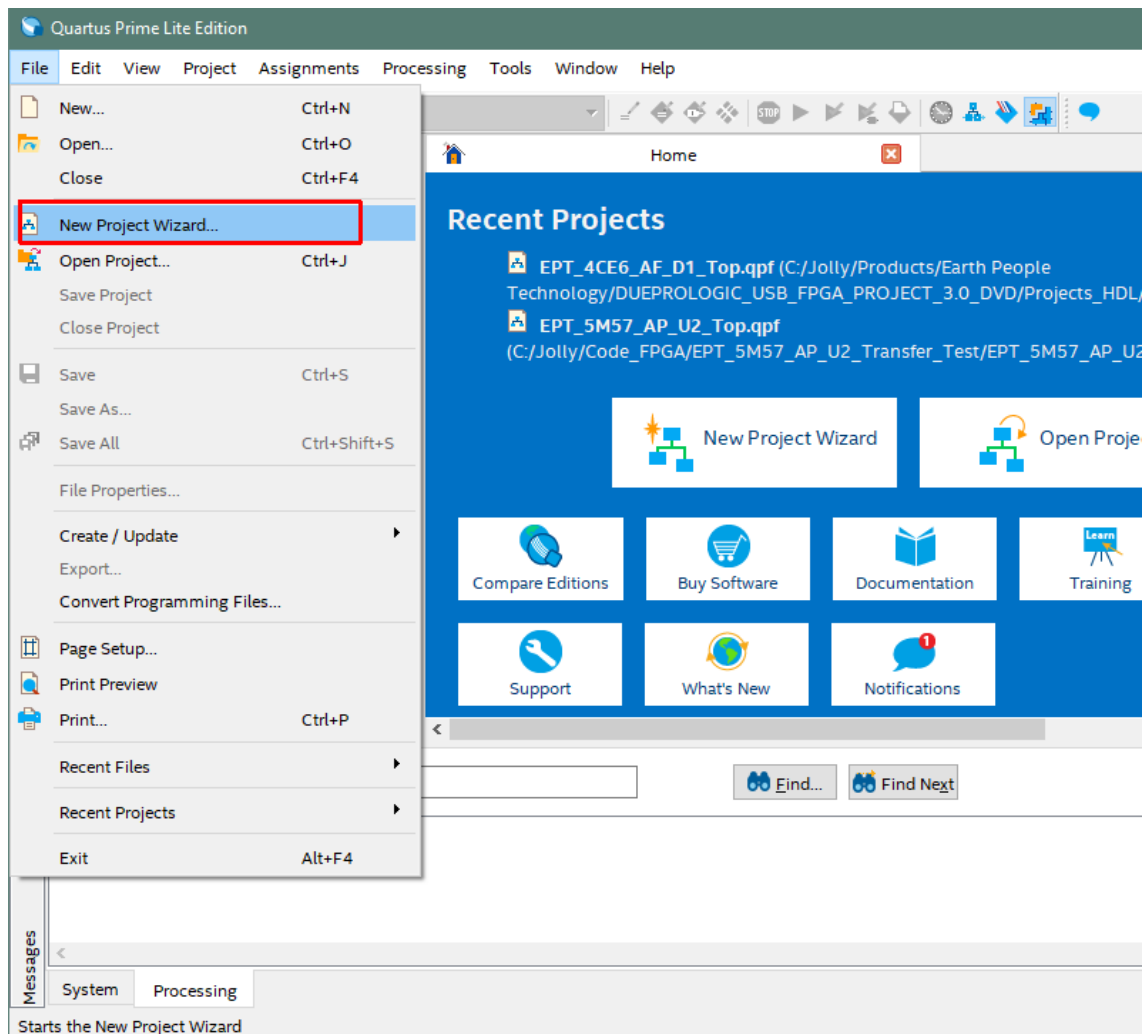 Quartus Prime Lite Edition
File Edit View Project Assignments Processing Tools Window Help
New... Ctrl+N
Open... Ctrl+O
Close Ctrl+F4
New Project Wizard...
Open Project... Ctrl+J
Save Project
Close Project
Save Ctrl+S
Save As...
Save All Ctrl+Shift+S
File Properties...
Create / Update
Export...
Convert Programming Files...
Page Setup...
Print Preview
Print... Ctrl+P
Recent Files
Recent Projects
Exit Alt+F4
STOP
Home
Recent Projects
EPT_4CE6_AF_D1_Top.qpf (C:/Jolly/Products/Earth People
Technology/DUEPROLOGIC_USB_FPGA_PROJECT_3.0_DVD/Projects_HDL/
EPT_5M57_AP_U2_Top.qpf
(C:/Jolly/Code_FPGA/EPT_5M57_AP_U2_Transfer_Test/EPT_5M57_AP_U2
New Project Wizard
Open Proje
Compare Editions
Buy Software
Documentation
Learn
Training
Support
What's New
1
Notifications
Find...
Find Next
Messages
System Processing
Starts the New Project Wizard